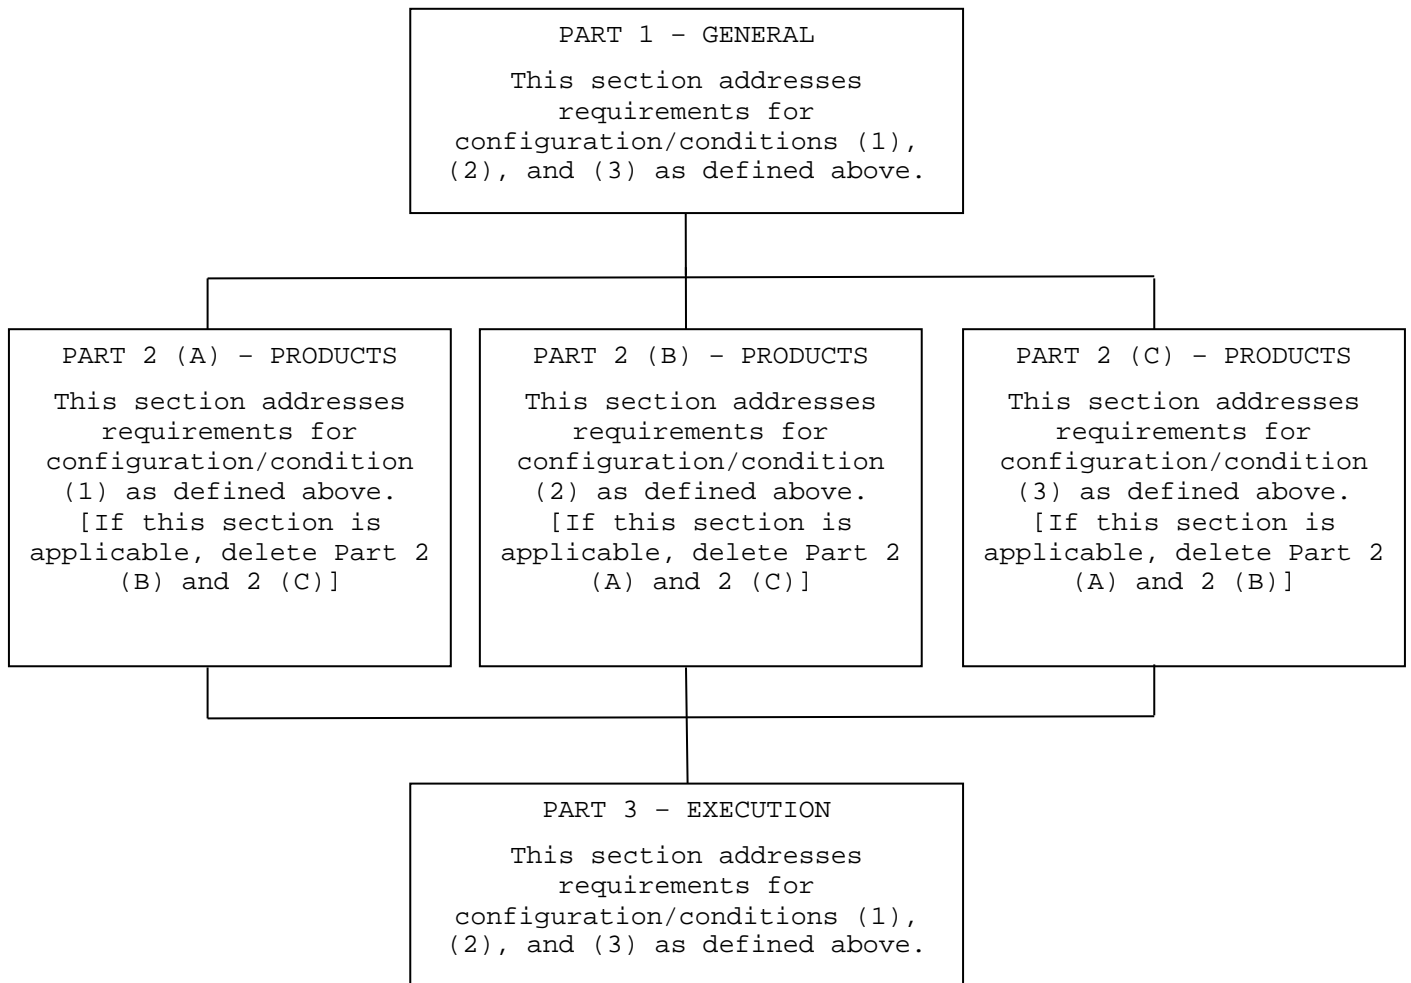 PART 1 – GENERAL
This section addresses
requirements for
configuration/conditions (1),
(2), and (3) as defined above.
PART 2 (A) – PRODUCTS
This section addresses
requirements for
configuration/condition
(1) as defined above.
[If this section is
applicable, delete Part 2
(B) and 2 (C)]
PART 2 (B) – PRODUCTS
This section addresses
requirements for
configuration/condition
(2) as defined above.
[If this section is
applicable, delete Part 2
(A) and 2 (C)]
PART 2 (C) – PRODUCTS
This section addresses
requirements for
configuration/condition
(3) as defined above.
[If this section is
applicable, delete Part 2
(A) and 2 (B)]
PART 3 – EXECUTION
This section addresses
requirements for
configuration/conditions (1),
(2), and (3) as defined above.